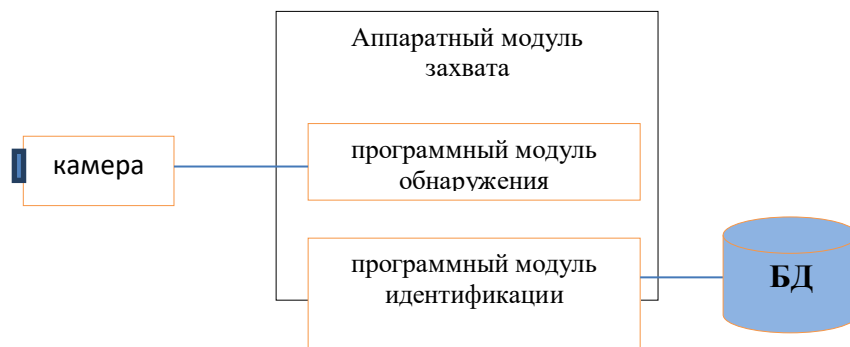 Аппаратный модуль
захвата
камера
программный модуль
обнаружения
программный модуль
идентификации
БД